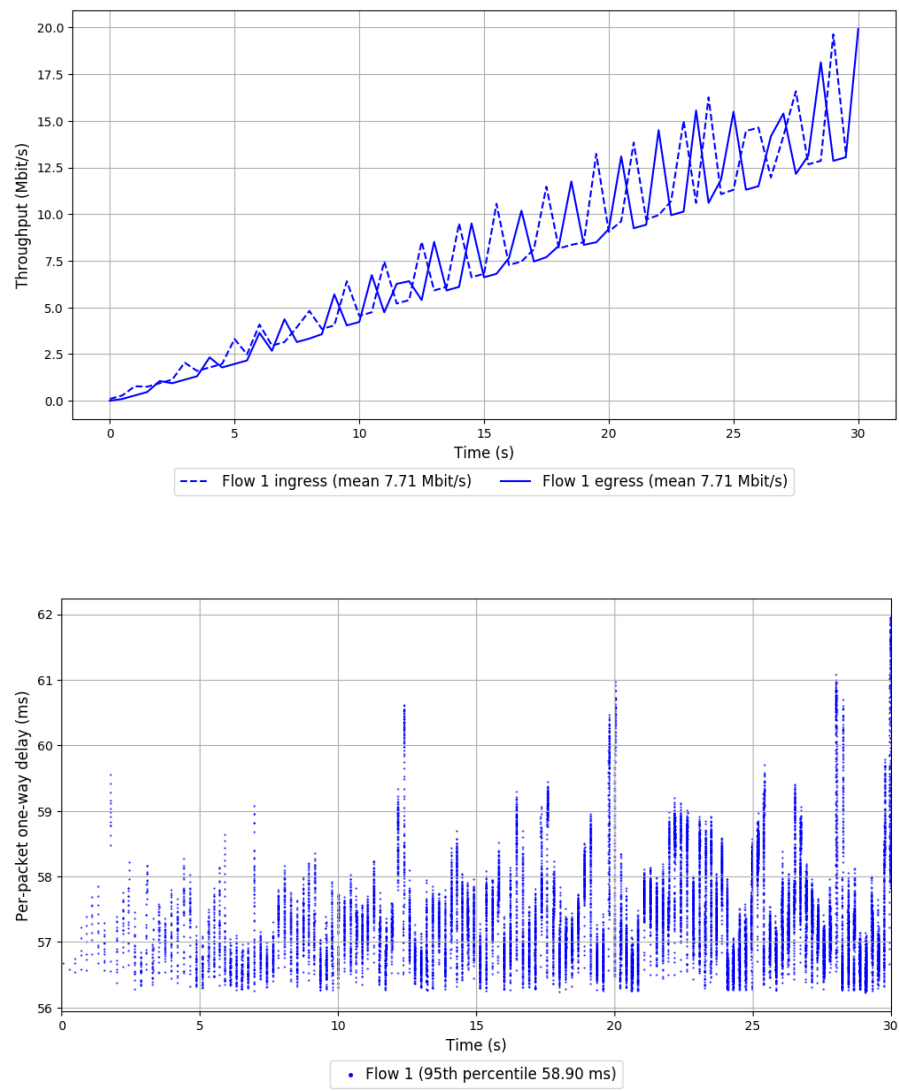 20.0
17.5
15.0
12.5
10.0
7.5
5.0
2.5
0.0
Throughput (Mbit/s)
0 5 10 15 20 25 30
Time (s)
Flow 1 ingress (mean 7.71 Mbit/s) Flow 1 egress (mean 7.71 Mbit/s)
62
61
60
59
58
57
56
Per-packet one-way delay (ms)
0 5 10 15 20 25 30
Time (s)
Flow 1 (95th percentile 58.90 ms)